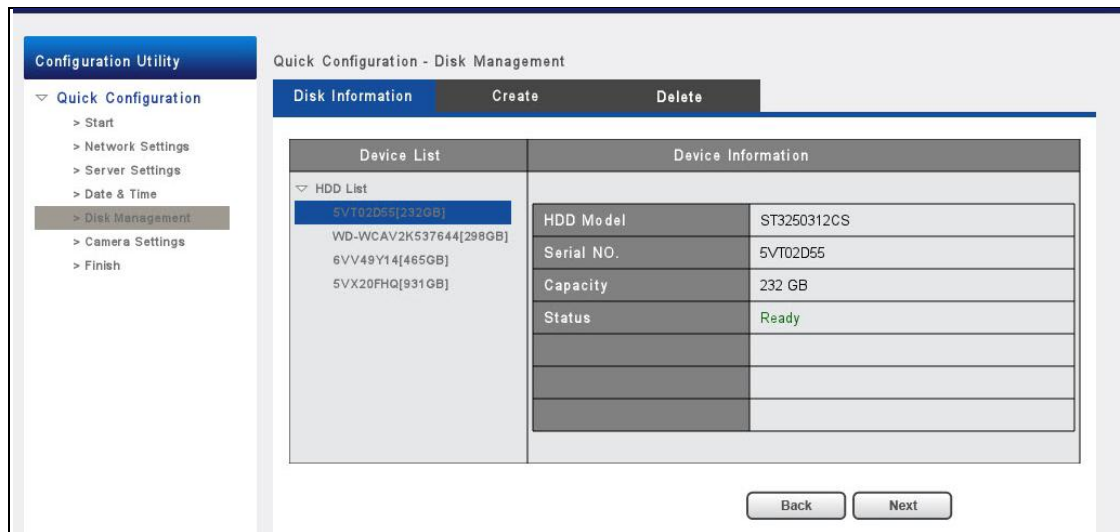 Configuration Utility
Quick Configuration
> Start
> Network Settings
> Server Settings
> Date & Time
> Disk Management
> Camera Settings
> Finish
Quick Configuration - Disk Management
Disk Information Create Delete
Device List Device Information
HDD List
5VT02D55[232GB]
WD-WCAV2K537644[298GB]
6VV49Y14[465GB]
5VX20FHQ[931GB]
HDD Model ST3250312CS
Serial NO. 5VT02D55
Capacity 232 GB
Status Ready
Back Next